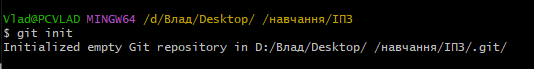 Vlad@PCVLAD MINGW64 /d/Влад/Desktop/ /навчання/ІПЗ
$ git init
Initialized empty Git repository in D:/Влад/Desktop/ /навчання/ІПЗ/.git/